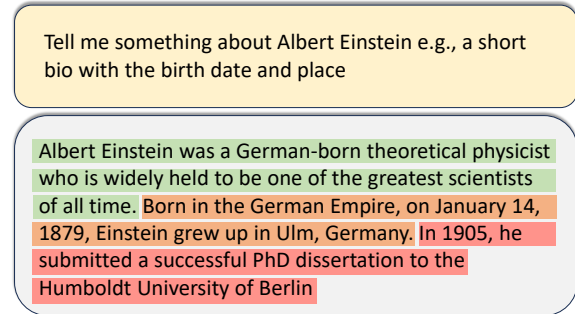 Tell me something about Albert Einstein e.g., a short
bio with the birth date and place
Albert Einstein was a German-born theoretical physicist
who is widely held to be one of the greatest scientists
of all time. Born in the German Empire, on January 14,
1879, Einstein grew up in Ulm, Germany. In 1905, he
submitted a successful PhD dissertation to the
Humboldt University of Berlin